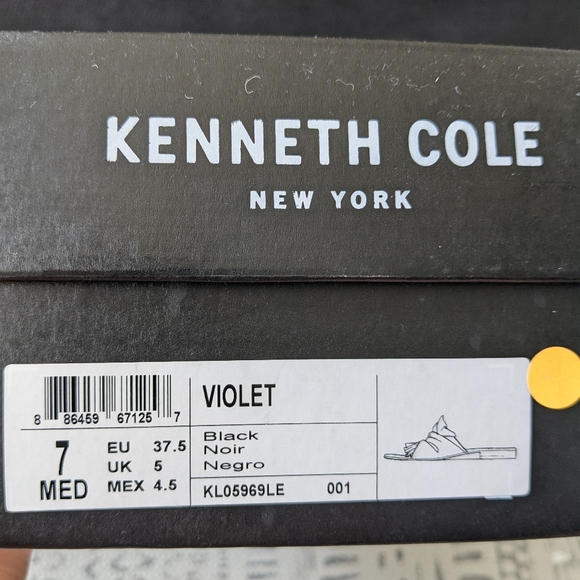 KENNETH COLE
NEW YORK
8 86459 67125 7
VIOLET
7 MED
EU 37.5
UK 5
MEX 4.5
Black
Noir
Negro
KL05969LE 001